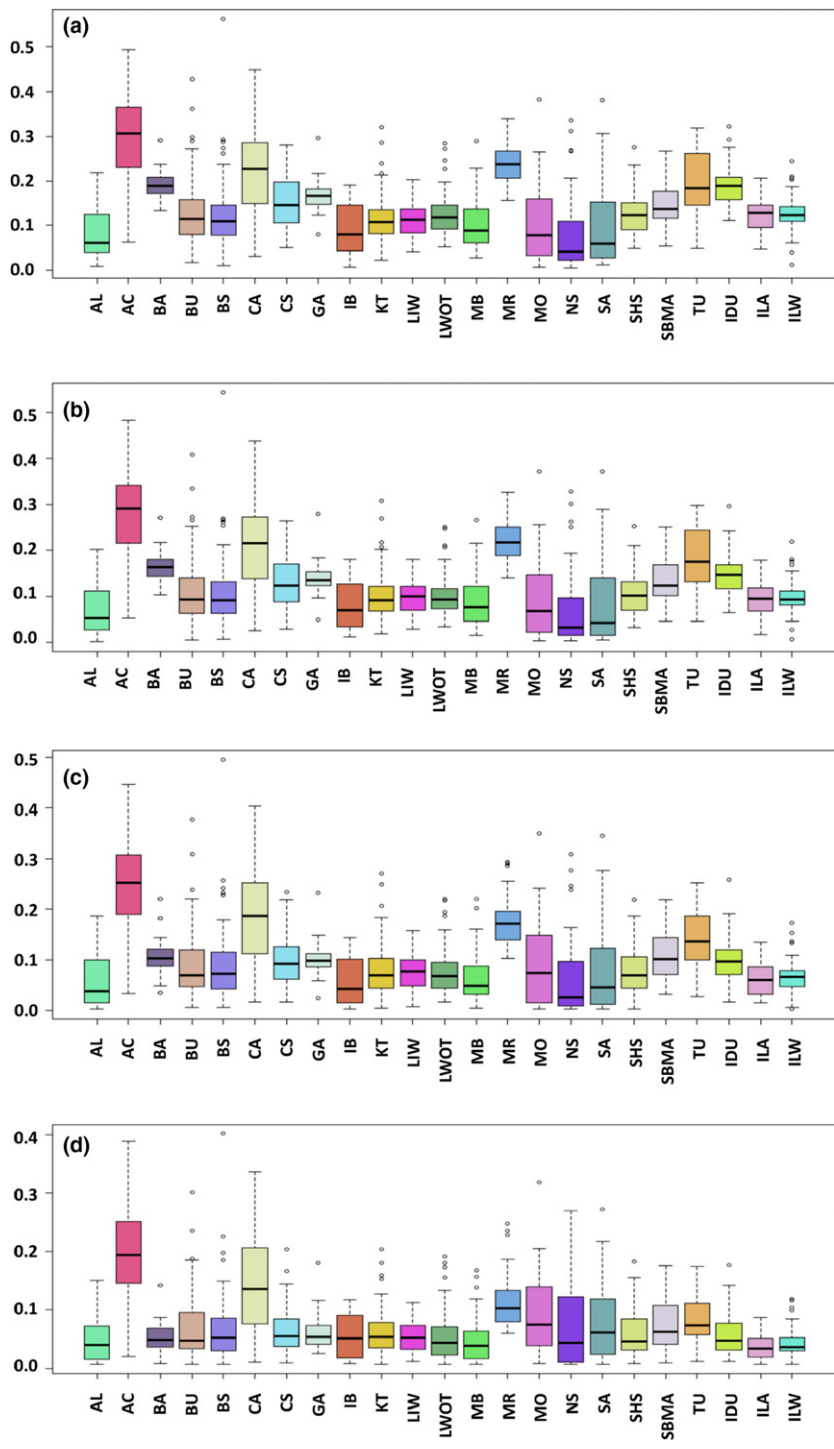 (a)
0.5
0.4
0.3
0.2
0.1
0.0
AL AC BA BU BS CA CS GA IB KT LIW LWOT MB MR MO NS SA SHS SBMA TU IDU ILA ILW
(b)
0.5
0.4
0.3
0.2
0.1
0.0
AL AC BA BU BS CA CS GA IB KT LIW LWOT MB MR MO NS SA SHS SBMA TU IDU ILA ILW
(c)
0.5
0.4
0.3
0.2
0.1
0.0
AL AC BA BU BS CA CS GA IB KT LIW LWOT MB MR MO NS SA SHS SBMA TU IDU ILA ILW
(d)
0.4
0.3
0.2
0.1
0.0
AL AC BA BU BS CA CS GA IB KT LIW LWOT MB MR MO NS SA SHS SBMA TU IDU ILA ILW